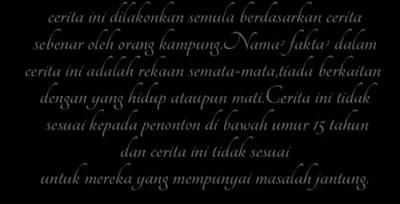 cerita ini dilakonkan semula berdasarkan cerita
sebenar oleh orang kampung.Nama² fakta² dalam
cerita ini adalah rekaan semata-mata,tiada berkaitan
dengan yang hidup ataupun mati.Cerita ini tidak
sesuai kepada penonton di bawah umur 15 tahun
dan cerita ini tidak sesuai
untuk mereka yang mempunyai masalah jantung.